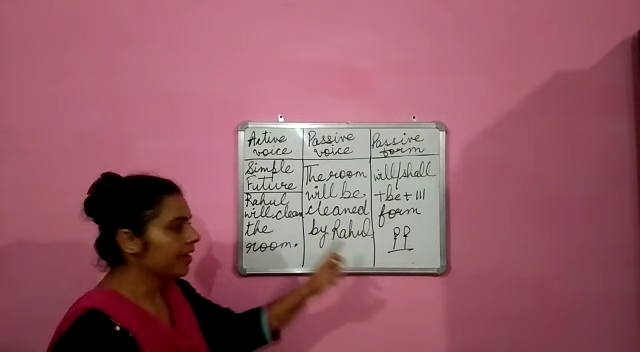 Active
voice
Simple
Future
Rahul
will clean
the
room.
Passive
voice
The room
will be
cleaned
by Rahul
Passive
form
will/shall
+be+III
form